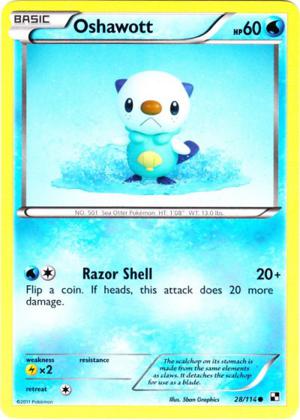 BASIC
Oshawott
HP60
NO. 501 Sea Otter Pokémon HT: 1'08" WT: 13.0 lbs.
Razor Shell 20+
Flip a coin. If heads, this attack does 20 more
damage.
weakness resistance
×2
retreat
The scalchop on its stomach is
made from the same elements
as claws. It detaches the scalchop
for use as a blade.
©2011 Pokémon
Illus. 5ban Graphics 28/114